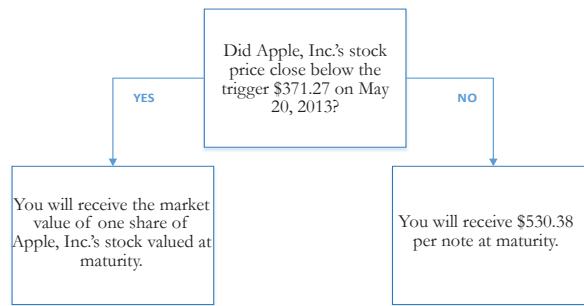 Did Apple, Inc.'s stock
price close below the
trigger $371.27 on May
20, 2013?
YES
NO
You will receive the market
value of one share of
Apple, Inc.'s stock valued at
maturity.
You will receive $530.38
per note at maturity.